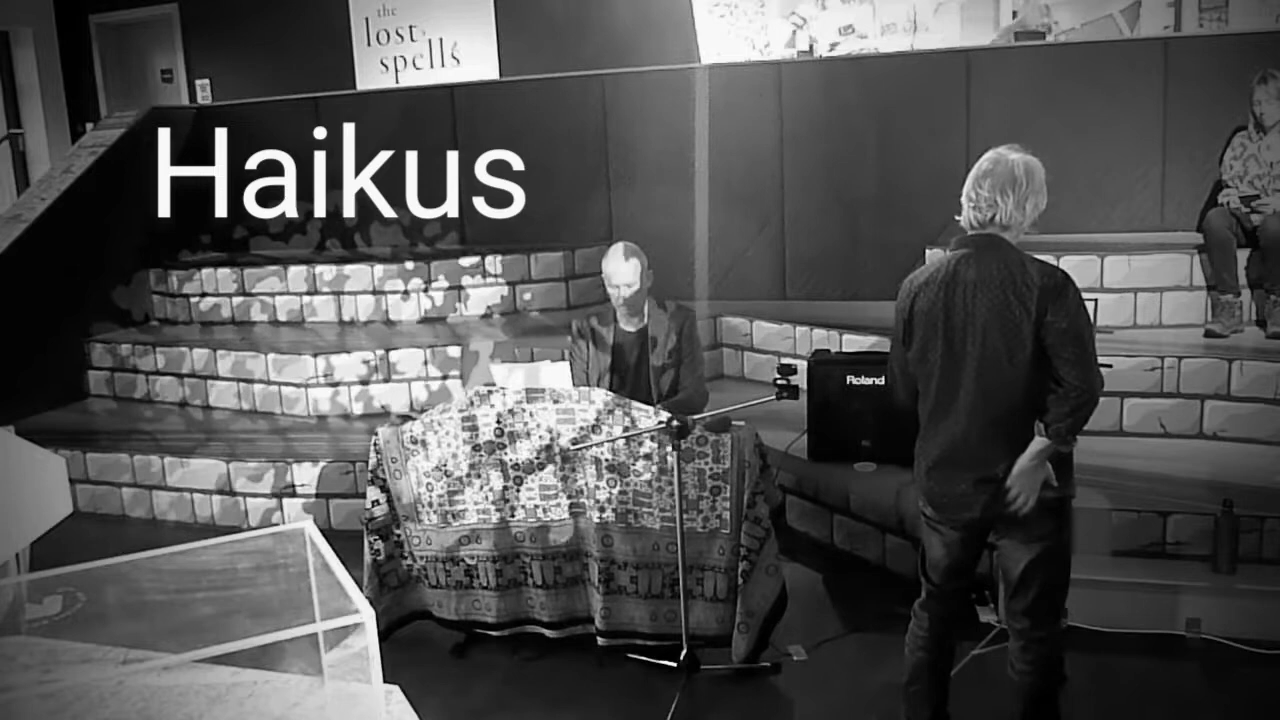 the
lost
spells
Haikus
Roland